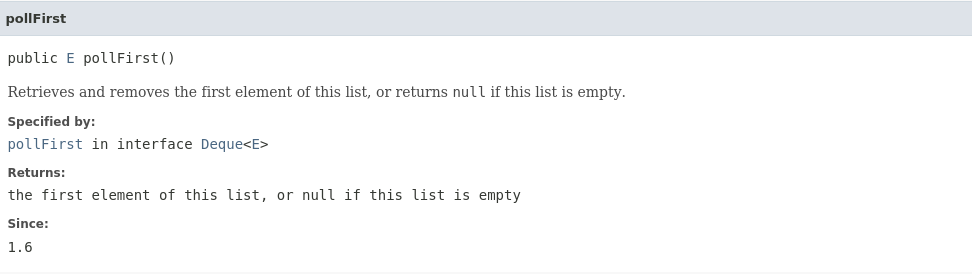 pollFirst
public E pollFirst()
Retrieves and removes the first element of this list, or returns null if this list is empty.
Specified by:
pollFirst in interface Deque<E>
Returns:
the first element of this list, or null if this list is empty
Since:
1.6